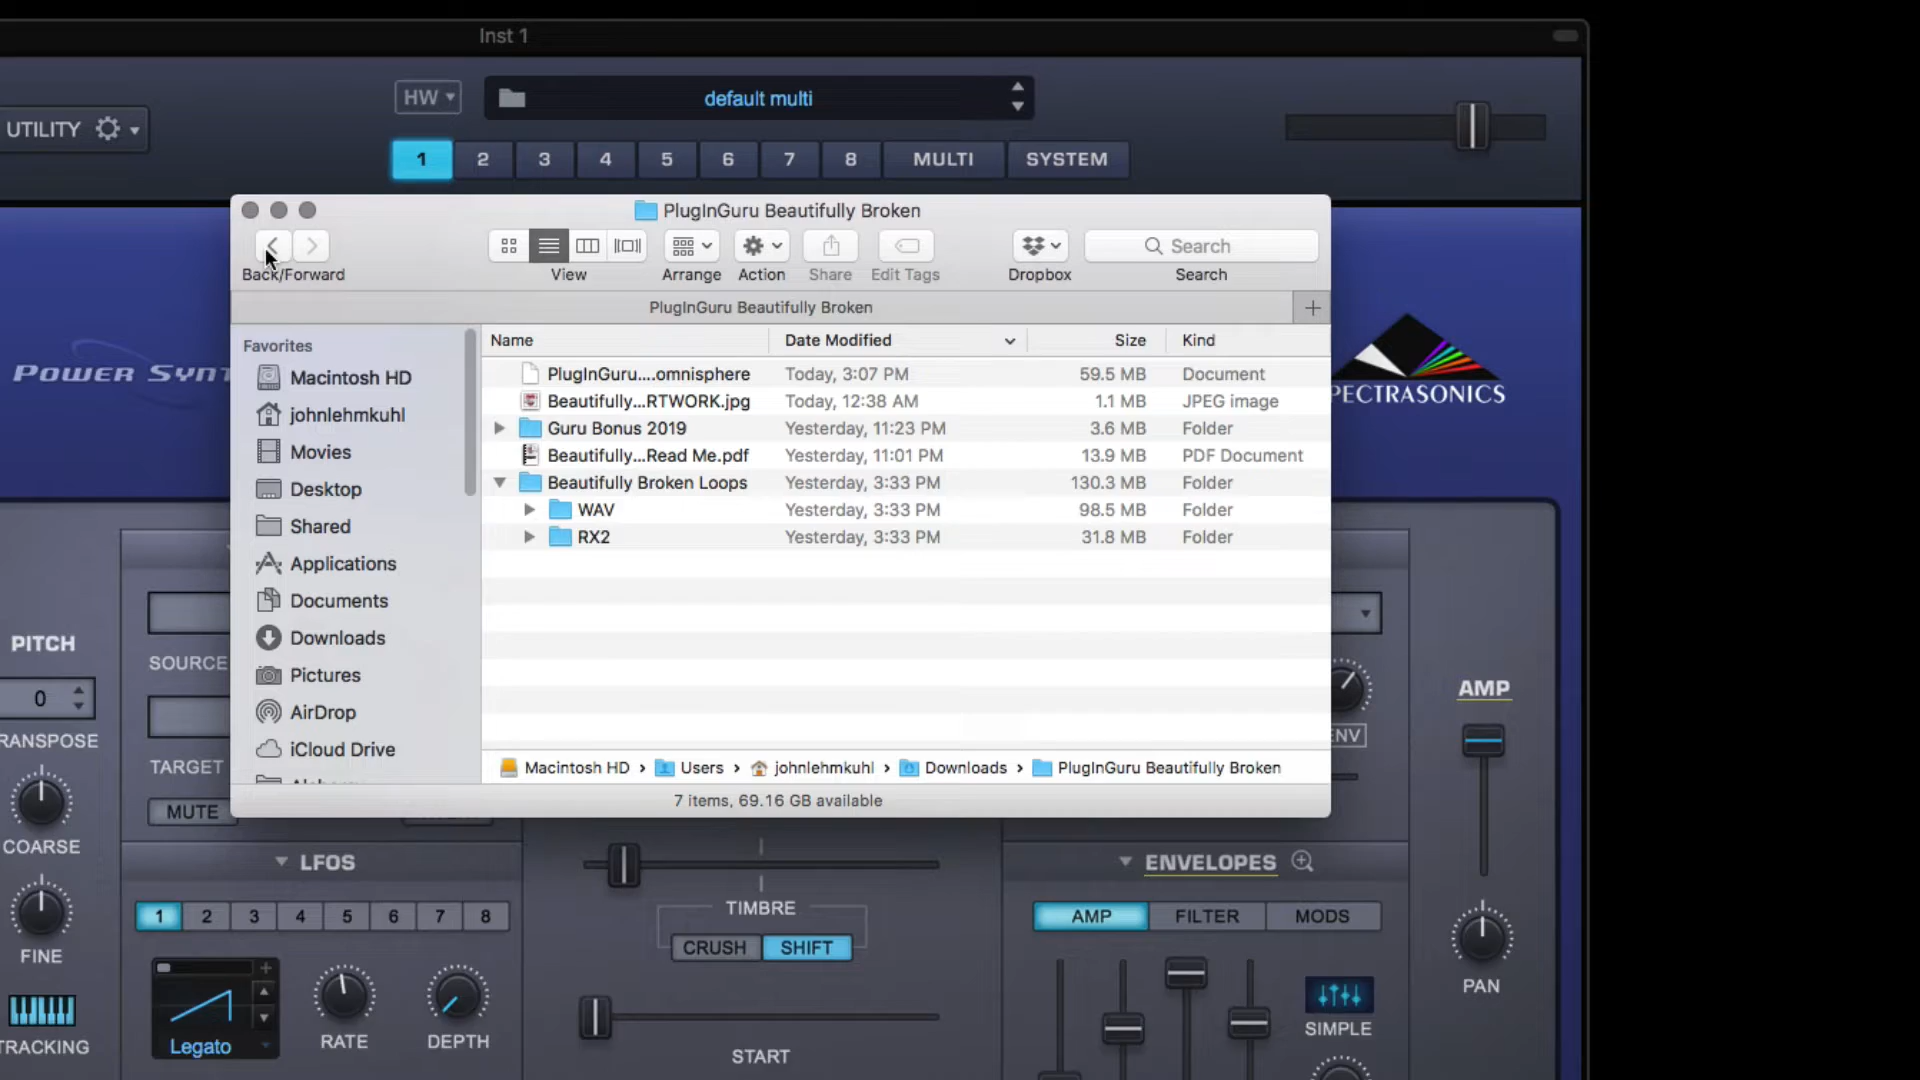 Inst 1
HW
default multi
UTILITY
1 2 3 4 5 6 7 8 MULTI SYSTEM
PlugInGuru Beautifully Broken
Search
Back/Forward View Arrange Action Share Edit Tags Dropbox Search
PlugInGuru Beautifully Broken
Favorites
Macintosh HD
johnlehmkuhl
Movies
Desktop
Shared
Applications
Documents
Downloads
Pictures
AirDrop
iCloud Drive
Name Date Modified Size Kind
PlugInGuru....omnisphere Today, 3:07 PM 59.5 MB Document
Beautifully...RTWORK.jpg Today, 12:38 AM 1.1 MB JPEG image
Guru Bonus 2019 Yesterday, 11:23 PM 3.6 MB Folder
Beautifully...Read Me.pdf Yesterday, 11:01 PM 13.9 MB PDF Document
Beautifully Broken Loops Yesterday, 3:33 PM 130.3 MB Folder
WAV Yesterday, 3:33 PM 98.5 MB Folder
RX2 Yesterday, 3:33 PM 31.8 MB Folder
Macintosh HD › Users › johnlehmkuhl › Downloads › PlugInGuru Beautifully Broken
7 items, 69.16 GB available
POWER SYNT
PECTRASONICS
PITCH
0
RANSPOSE
COARSE
FINE
TRACKING
SOURCE
TARGET
MUTE
LFOS
1 2 3 4 5 6 7 8
Legato
RATE
DEPTH
TIMBRE
CRUSH SHIFT
START
ENV
ENVELOPES
AMP FILTER MODS
SIMPLE
AMP
PAN